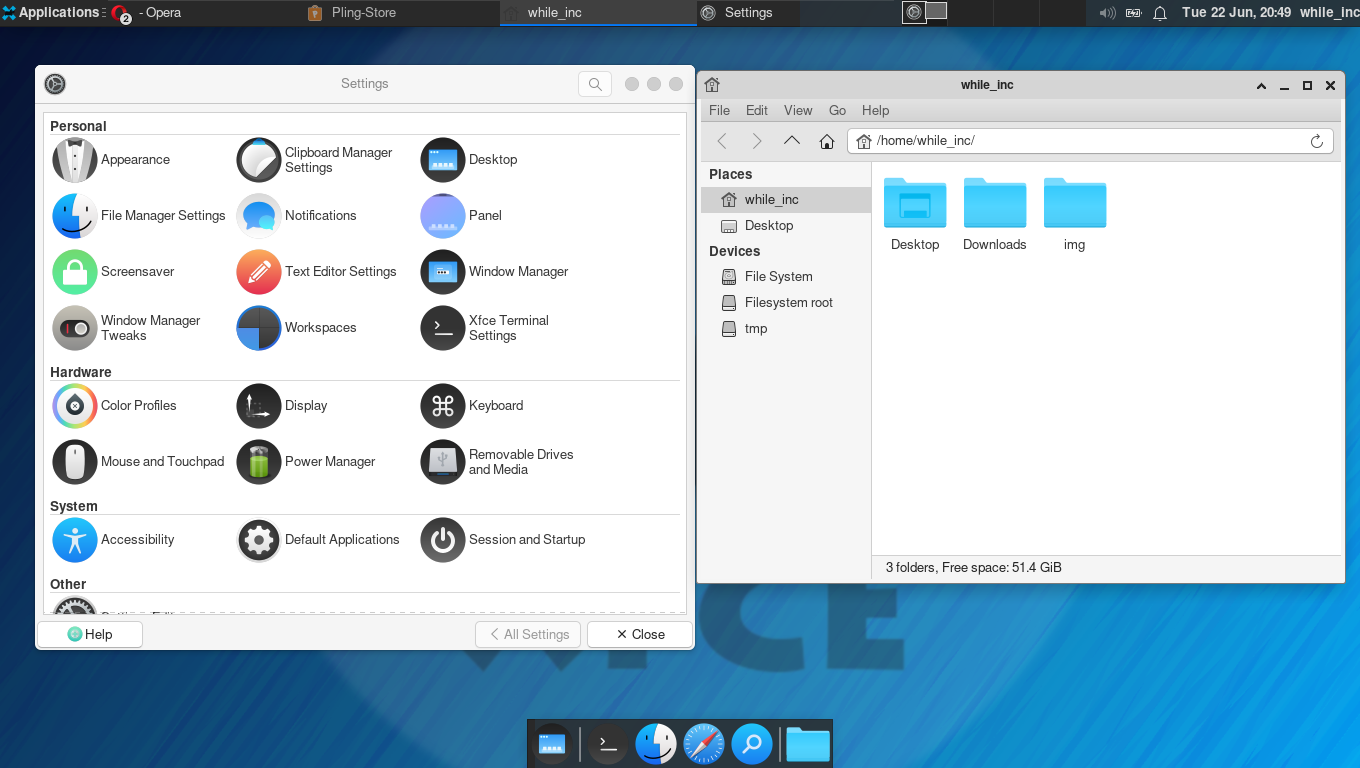 Applications
2
- Opera
Pling-Store
while_inc
Settings
Tue 22 Jun, 20:49
while_inc
Settings
Personal
Appearance
Clipboard Manager
Settings
Desktop
File Manager Settings
Notifications
Panel
Screensaver
Text Editor Settings
Window Manager
Window Manager
Tweaks
Workspaces
Xfce Terminal
Settings
Hardware
Color Profiles
Display
Keyboard
Mouse and Touchpad
Power Manager
Removable Drives
and Media
System
Accessibility
Default Applications
Session and Startup
Other
Help
All Settings
Close
while_inc
File
Edit
View
Go
Help
/home/while_inc/
Places
while_inc
Desktop
Devices
File System
Filesystem root
tmp
Desktop
Downloads
img
3 folders, Free space: 51.4 GiB